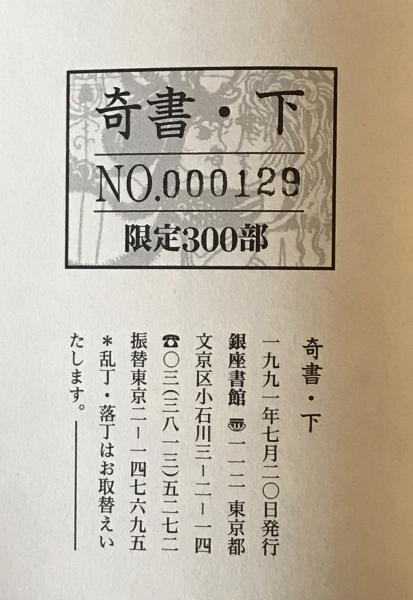 奇書・下
NO.000129
限定300部
奇書・下
一九九一年七月二〇日発行
銀座書館 〠一一二 東京都
文京区小石川三ー二ー一四
☎〇三(三八一三)五二七二
振替東京二ー一四七六九五
＊乱丁・落丁はお取替えい
たします。